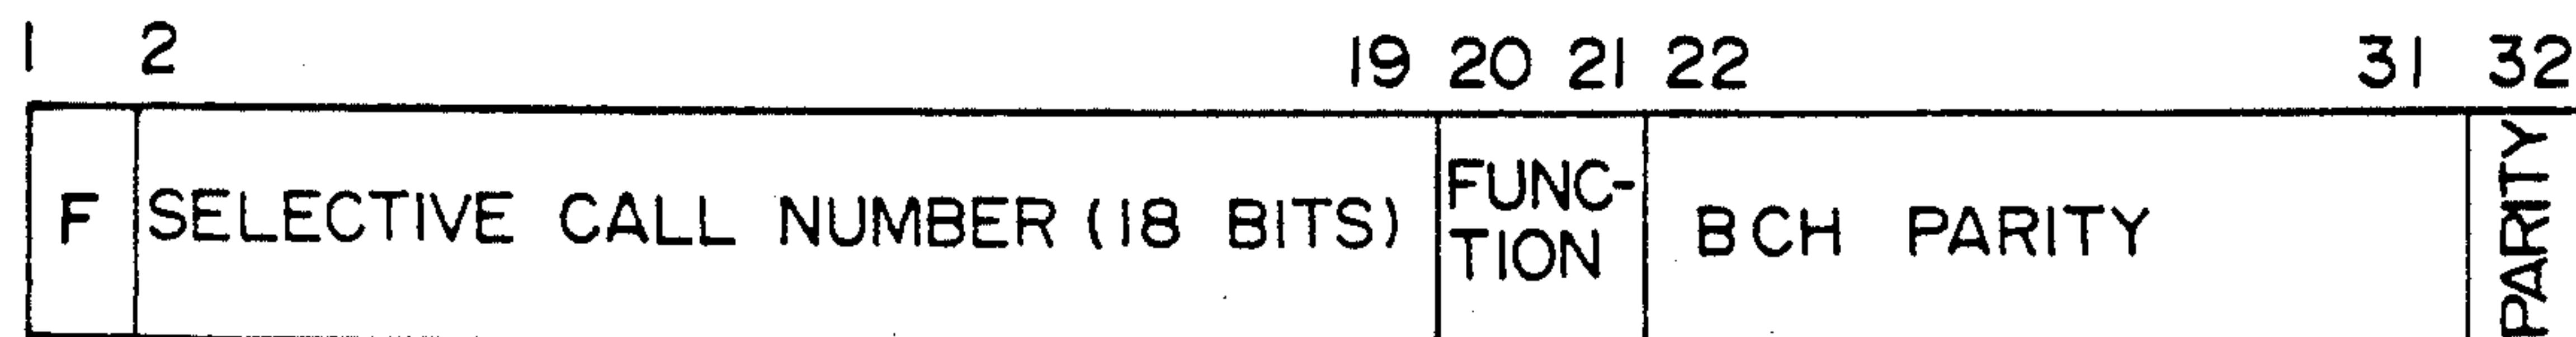 1 2 19 20 21 22 31 32
F SELECTIVE CALL NUMBER (18 BITS) FUNC-
TION BCH PARITY PARITY